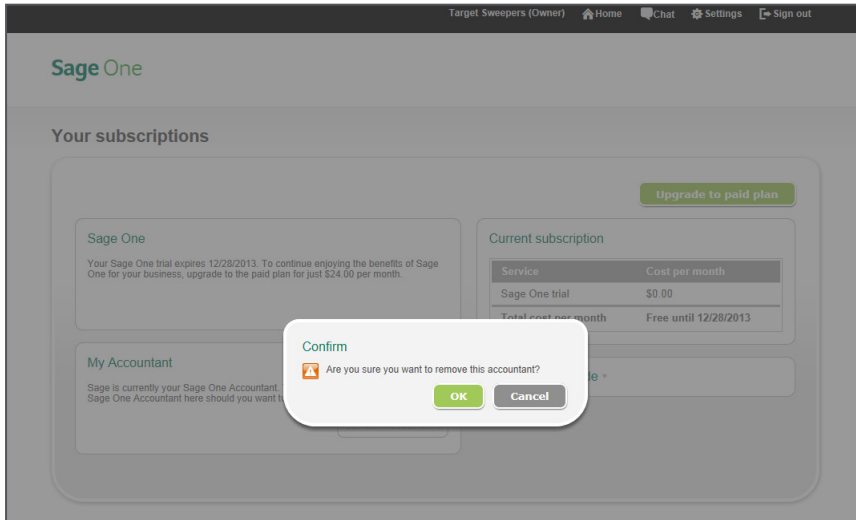 Target Sweepers (Owner) Home Chat Settings Sign out
Sage One
Your subscriptions
Upgrade to paid plan
Sage One
Your Sage One trial expires 12/28/2013. To continue enjoying the benefits of Sage
One for your business, upgrade to the paid plan for just $24.00 per month.
Current subscription
Service Cost per month
Sage One trial $0.00
Total cost per month Free until 12/28/2013
Confirm
Are you sure you want to remove this accountant?
OK Cancel
My Accountant
Sage is currently your Sage One Accountant.
Sage One Accountant here should you want